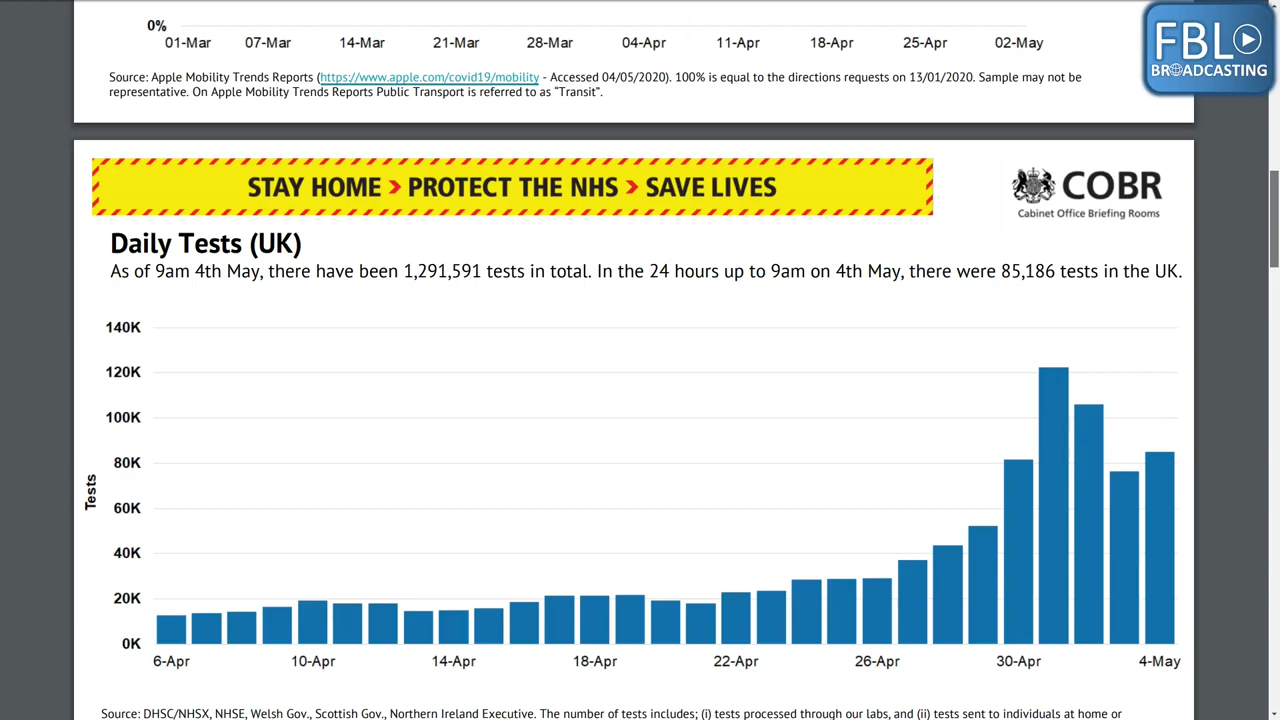 0%
01-Mar 07-Mar 14-Mar 21-Mar 28-Mar 04-Apr 11-Apr 18-Apr 25-Apr 02-May
FBL
BROADCASTING
Source: Apple Mobility Trends Reports (https://www.apple.com/covid19/mobility - Accessed 04/05/2020). 100% is equal to the directions requests on 13/01/2020. Sample may not be
representative. On Apple Mobility Trends Reports Public Transport is referred to as “Transit”.
STAY HOME > PROTECT THE NHS > SAVE LIVES
COBR
Cabinet Office Briefing Rooms
Daily Tests (UK)
As of 9am 4th May, there have been 1,291,591 tests in total. In the 24 hours up to 9am on 4th May, there were 85,186 tests in the UK.
140K
120K
100K
80K
Tests
60K
40K
20K
0K
6-Apr 10-Apr 14-Apr 18-Apr 22-Apr 26-Apr 30-Apr 4-May
Source: DHSC/NHSX, NHSE, Welsh Gov., Scottish Gov., Northern Ireland Executive. The number of tests includes; (i) tests processed through our labs, and (ii) tests sent to individuals at home or